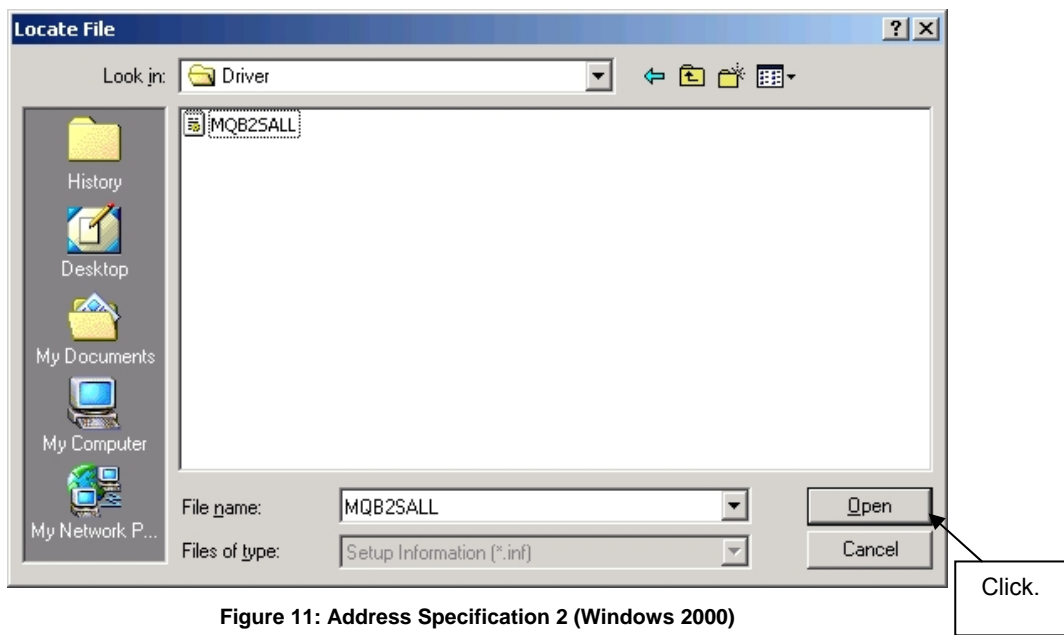 Locate File
Look in:
Driver
MQB2SALL
History
Desktop
My Documents
My Computer
My Network P...
File name:
MQB2SALL
Open
Files of type:
Setup Information (*.inf)
Cancel
Click.
Figure 11: Address Specification 2 (Windows 2000)